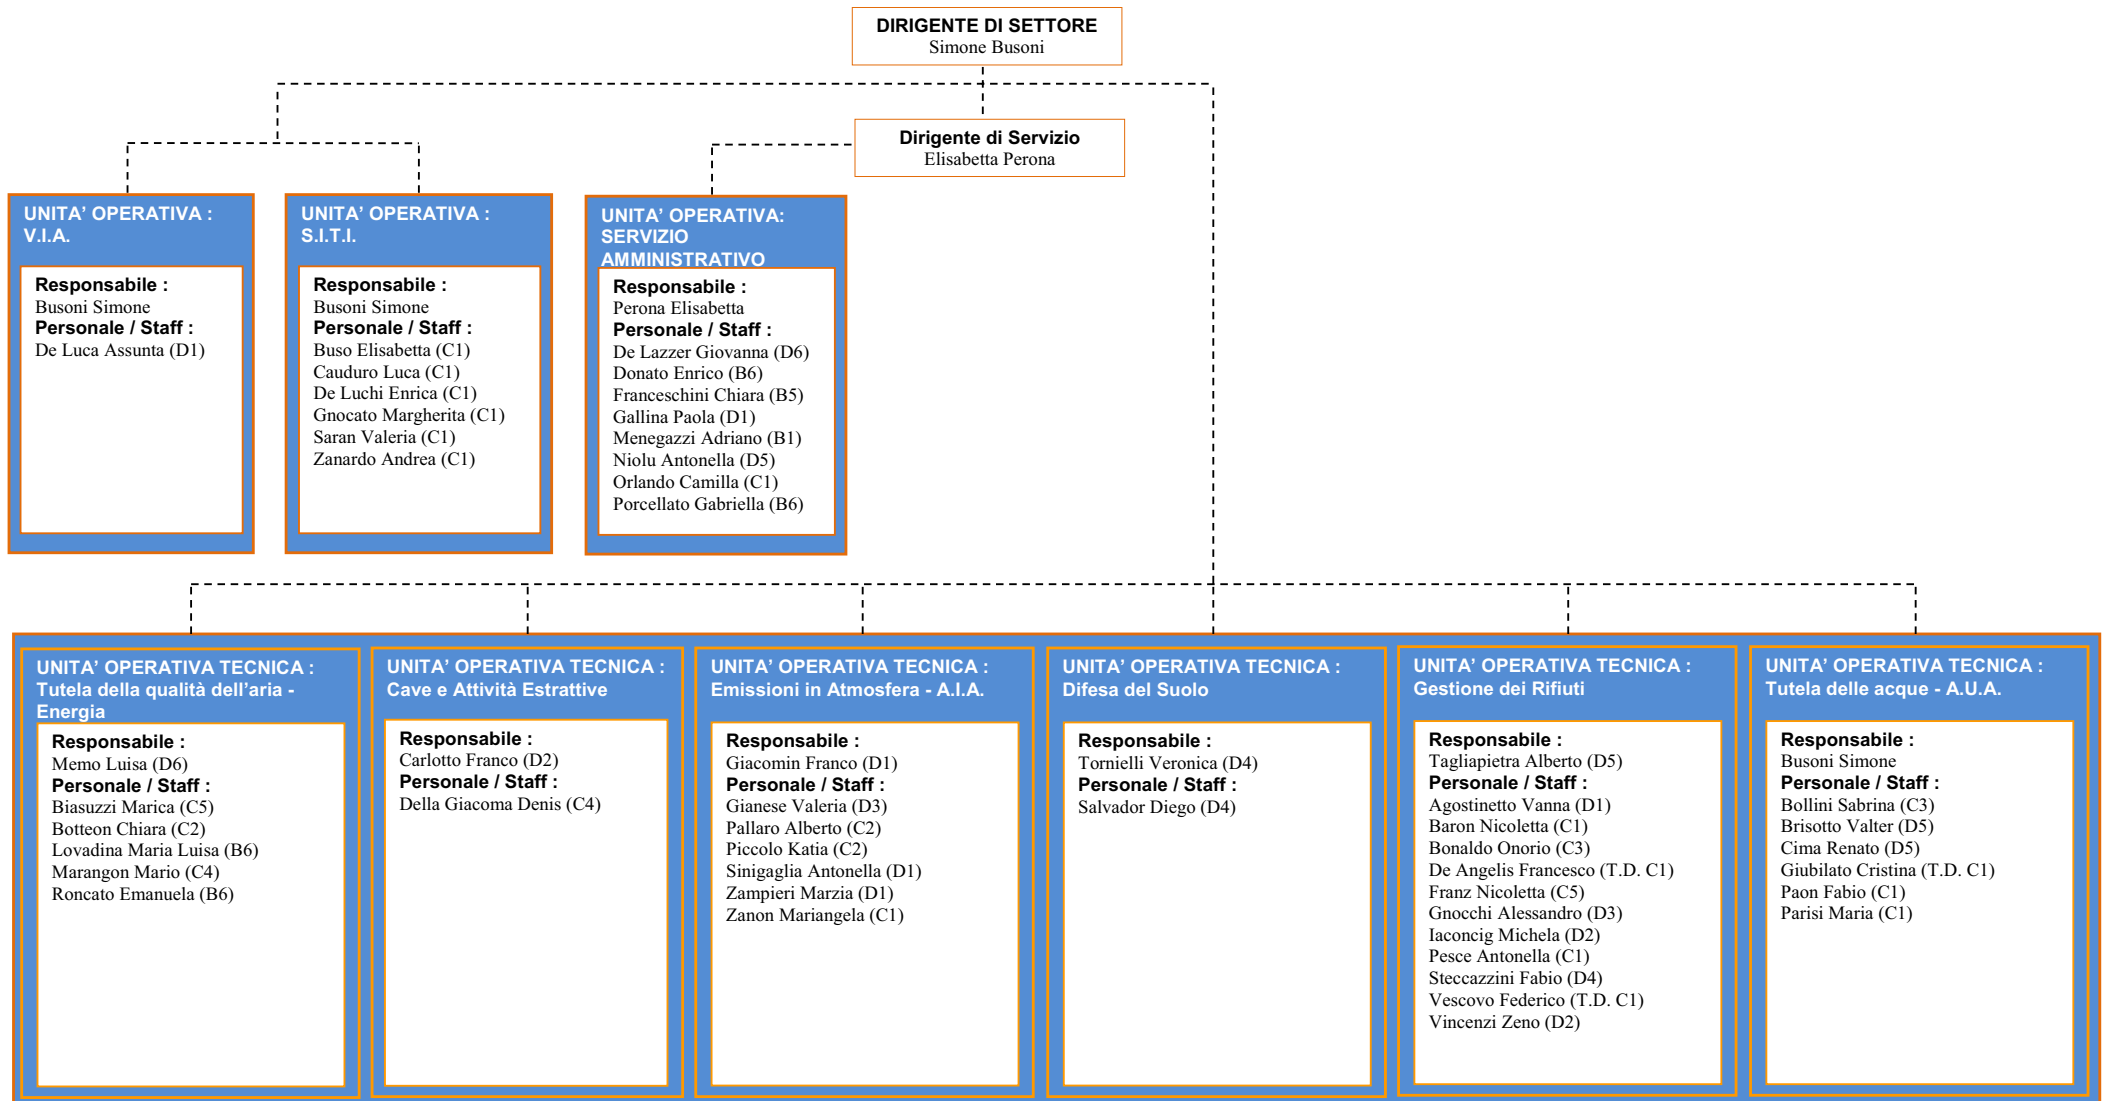 DIRIGENTE DI SETTORE
Simone Busoni
Dirigente di Servizio
Elisabetta Perona
UNITA’ OPERATIVA :
V.I.A.
Responsabile :
Busoni Simone
Personale / Staff :
De Luca Assunta (D1)
UNITA’ OPERATIVA :
S.I.T.I.
Responsabile :
Busoni Simone
Personale / Staff :
Buso Elisabetta (C1)
Cauduro Luca (C1)
De Luchi Enrica (C1)
Gnocato Margherita (C1)
Saran Valeria (C1)
Zanardo Andrea (C1)
UNITA’ OPERATIVA:
SERVIZIO
AMMINISTRATIVO
Responsabile :
Perona Elisabetta
Personale / Staff :
De Lazzer Giovanna (D6)
Donato Enrico (B6)
Franceschini Chiara (B5)
Gallina Paola (D1)
Menegazzi Adriano (B1)
Niolu Antonella (D5)
Orlando Camilla (C1)
Porcellato Gabriella (B6)
UNITA’ OPERATIVA TECNICA :
Tutela della qualità dell’aria -
Energia
Responsabile :
Memo Luisa (D6)
Personale / Staff :
Biasuzzi Marica (C5)
Botteon Chiara (C2)
Lovadina Maria Luisa (B6)
Marangon Mario (C4)
Roncato Emanuela (B6)
UNITA’ OPERATIVA TECNICA :
Cave e Attività Estrattive
Responsabile :
Carlotto Franco (D2)
Personale / Staff :
Della Giacoma Denis (C4)
UNITA’ OPERATIVA TECNICA :
Emissioni in Atmosfera - A.I.A.
Responsabile :
Giacomin Franco (D1)
Personale / Staff :
Gianese Valeria (D3)
Pallaro Alberto (C2)
Piccolo Katia (C2)
Sinigaglia Antonella (D1)
Zampieri Marzia (D1)
Zanon Mariangela (C1)
UNITA’ OPERATIVA TECNICA :
Difesa del Suolo
Responsabile :
Tornielli Veronica (D4)
Personale / Staff :
Salvador Diego (D4)
UNITA’ OPERATIVA TECNICA :
Gestione dei Rifiuti
Responsabile :
Tagliapietra Alberto (D5)
Personale / Staff :
Agostinetto Vanna (D1)
Baron Nicoletta (C1)
Bonaldo Onorio (C3)
De Angelis Francesco (T.D. C1)
Franz Nicoletta (C5)
Gnocchi Alessandro (D3)
Iaconcig Michela (D2)
Pesce Antonella (C1)
Steccazzini Fabio (D4)
Vescovo Federico (T.D. C1)
Vincenzi Zeno (D2)
UNITA’ OPERATIVA TECNICA :
Tutela delle acque - A.U.A.
Responsabile :
Busoni Simone
Personale / Staff :
Bollini Sabrina (C3)
Brisotto Valter (D5)
Cima Renato (D5)
Giubilato Cristina (T.D. C1)
Paon Fabio (C1)
Parisi Maria (C1)